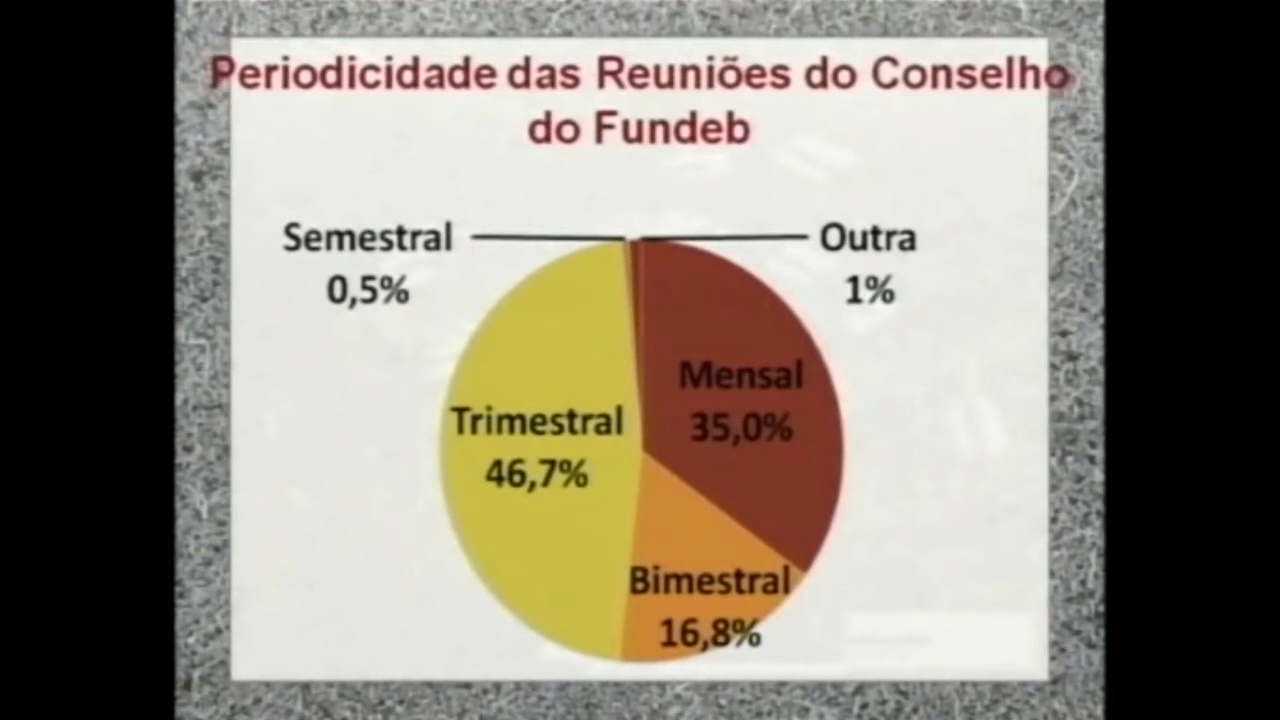 Periodicidade das Reuniões do Conselho
do Fundeb
Semestral
0,5%
Outra
1%
Mensal
35,0%
Trimestral
46,7%
Bimestral
16,8%